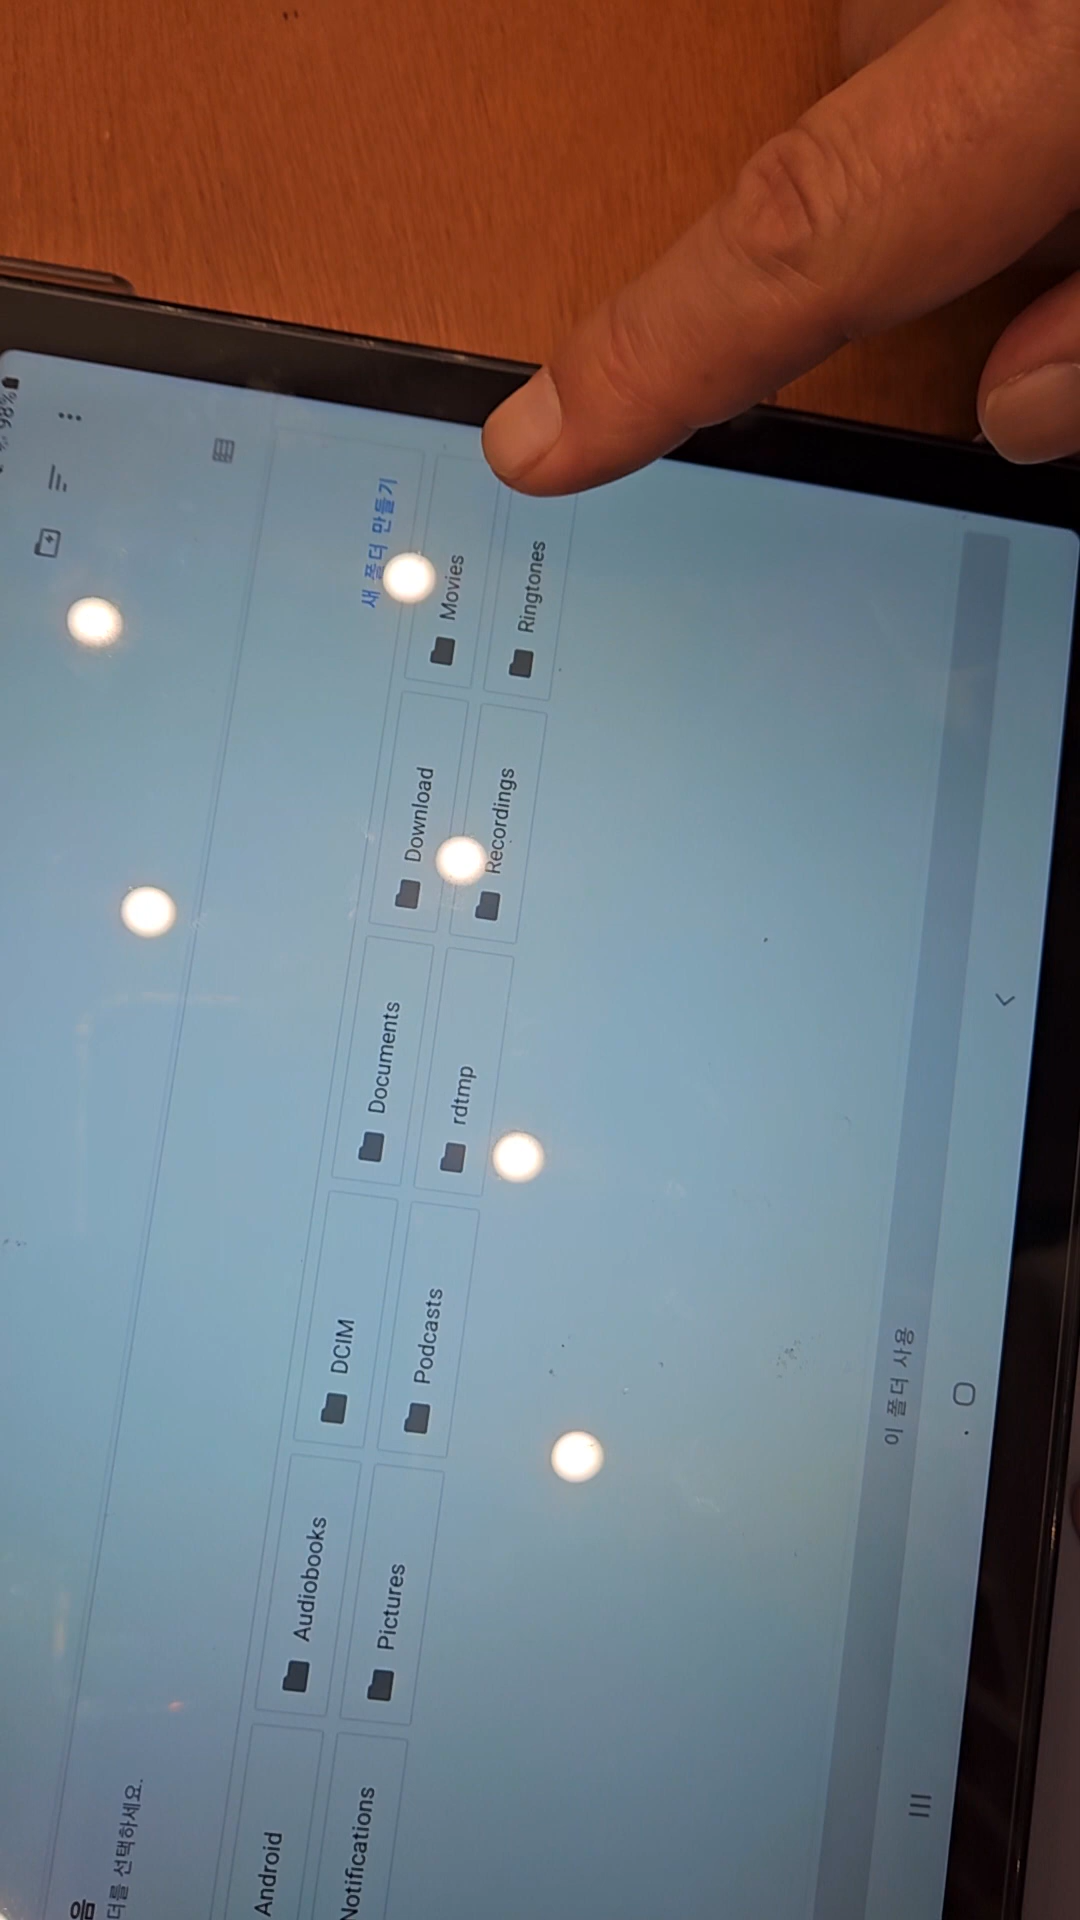 98%
더를 선택하세요.
새 폴더 만들기
Android
Audiobooks
DCIM
Documents
Download
Movies
Notifications
Pictures
Podcasts
rdtmp
Recordings
Ringtones
이 폴더 사용